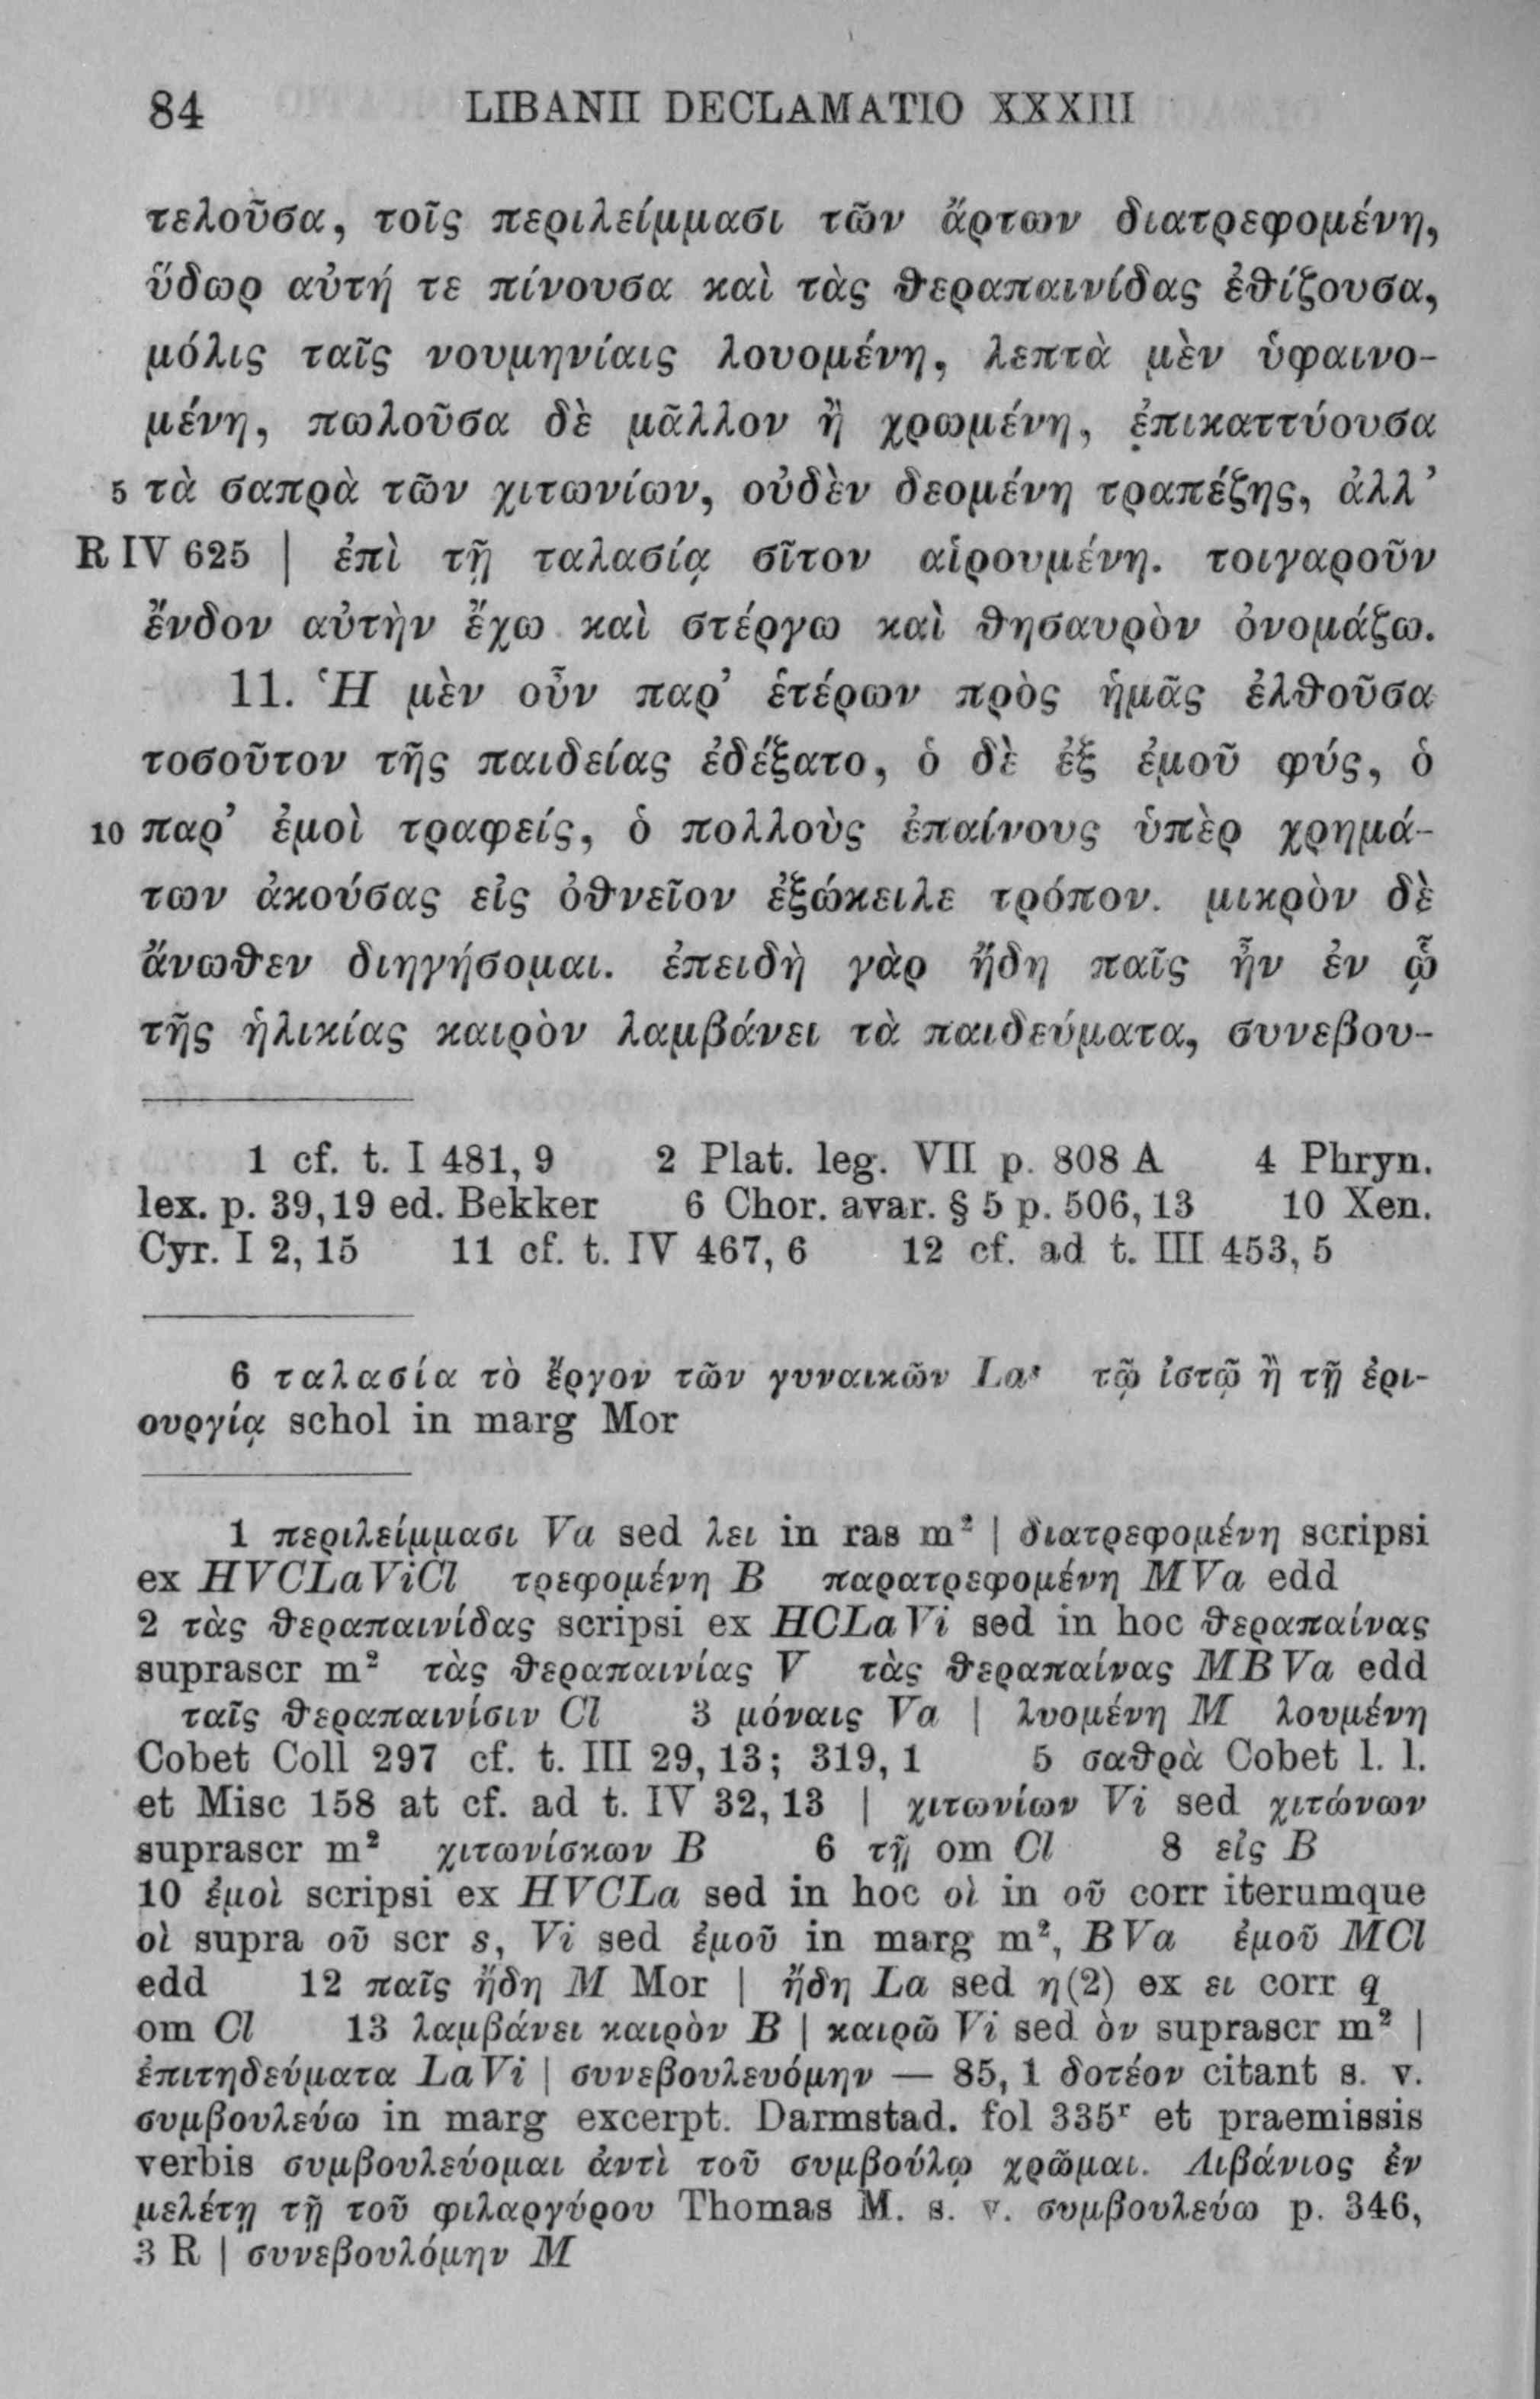 84 LIBANII DECLAMATIO XXXIII
τελοῦσα, τοῖς περιλείμμασι τῶν ἄρτων διατρεφομένη,
ὕδωρ αὐτή τε πίνουσα καὶ τὰς θεραπαινίδας ἐθίζουσα,
μόλις ταῖς νουμηνίαις λουομένη, λεπτὰ μὲν ὑφαινο-
μένη, πωλοῦσα δὲ μᾶλλον ἢ χρωμένη, ἐπικαττύουσα
5 τὰ σαπρὰ τῶν χιτωνίων, οὐδὲν δεομένη τραπέζης, ἀλλ’
R IV 625 | ἐπὶ τῇ ταλασίᾳ σῖτον αἱρουμένη. τοιγαροῦν
ἔνδον αὐτὴν ἔχω καὶ στέργω καὶ θησαυρὸν ὀνομάζω.
11. Ἡ μὲν οὖν παρ’ ἑτέρων πρὸς ἡμᾶς ἐλθοῦσα
τοσοῦτον τῆς παιδείας ἐδέξατο, ὁ δὲ ἐξ ἐμοῦ φύς, ὁ
10 παρ’ ἐμοὶ τραφείς, ὁ πολλοὺς ἐπαίνους ὑπὲρ χρημά-
των ἀκούσας εἰς ὀθνεῖον ἐξώκειλε τρόπον. μικρὸν δὲ
ἄνωθεν διηγήσομαι. ἐπειδὴ γὰρ ἤδη παῖς ἦν ἐν ᾧ
τῆς ἡλικίας καιρὸν λαμβάνει τὰ παιδεύματα, συνεβου-
1 cf. t. I 481, 9 2 Plat. leg. VII p. 808 A 4 Phryn.
lex. p. 39,19 ed. Bekker 6 Chor. avar. § 5 p. 506, 13 10 Xen.
Cyr. I 2, 15 11 cf. t. IV 467, 6 12 cf. ad t. III 453, 5
6 ταλασία τὸ ἔργον τῶν γυναικῶν Laˢ τῷ ἱστῷ ἢ τῇ ἐρι-
ουργίᾳ schol in marg Mor
1 περιλείμμασι Va sed λει in ras m² | διατρεφομένη scripsi
ex HVCLaViCl τρεφομένη B παρατρεφομένη MVa edd
2 τὰς θεραπαινίδας scripsi ex HCLaVi sed in hoc θεραπαίνας
suprascr m² τὰς θεραπαινίας V τὰς θεραπαίνας MBVa edd
ταῖς θεραπαινίσιν Cl 3 μόναις Va | λυομένη M λουμένη
Cobet Coll 297 cf. t. III 29, 13; 319, 1 5 σαθρὰ Cobet l. l.
et Misc 158 at cf. ad t. IV 32, 13 | χιτωνίων Vi sed χιτώνων
suprascr m² χιτωνίσκων B 6 τῇ om Cl 8 εἰς B
10 ἐμοὶ scripsi ex HVCLa sed in hoc οὶ in οῦ corr iterumque
οὶ supra οῦ scr s, Vi sed ἐμοῦ in marg m², BVa ἐμοῦ MCl
edd 12 παῖς ἤδη M Mor | ἤδη La sed η(2) ex ει corr q
om Cl 13 λαμβάνει καιρὸν B | καιρῶ Vi sed ὸν suprascr m² |
ἐπιτηδεύματα LaVi | συνεβουλευόμην — 85, 1 δοτέον citant s. v.
συμβουλεύω in marg excerpt. Darmstad. fol 335ʳ et praemissis
verbis συμβουλεύομαι ἀντὶ τοῦ συμβούλῳ χρῶμαι. Λιβάνιος ἐν
μελέτῃ τῇ τοῦ φιλαργύρου Thomas M. s. v. συμβουλεύω p. 346,
3 R | συνεβουλόμην M